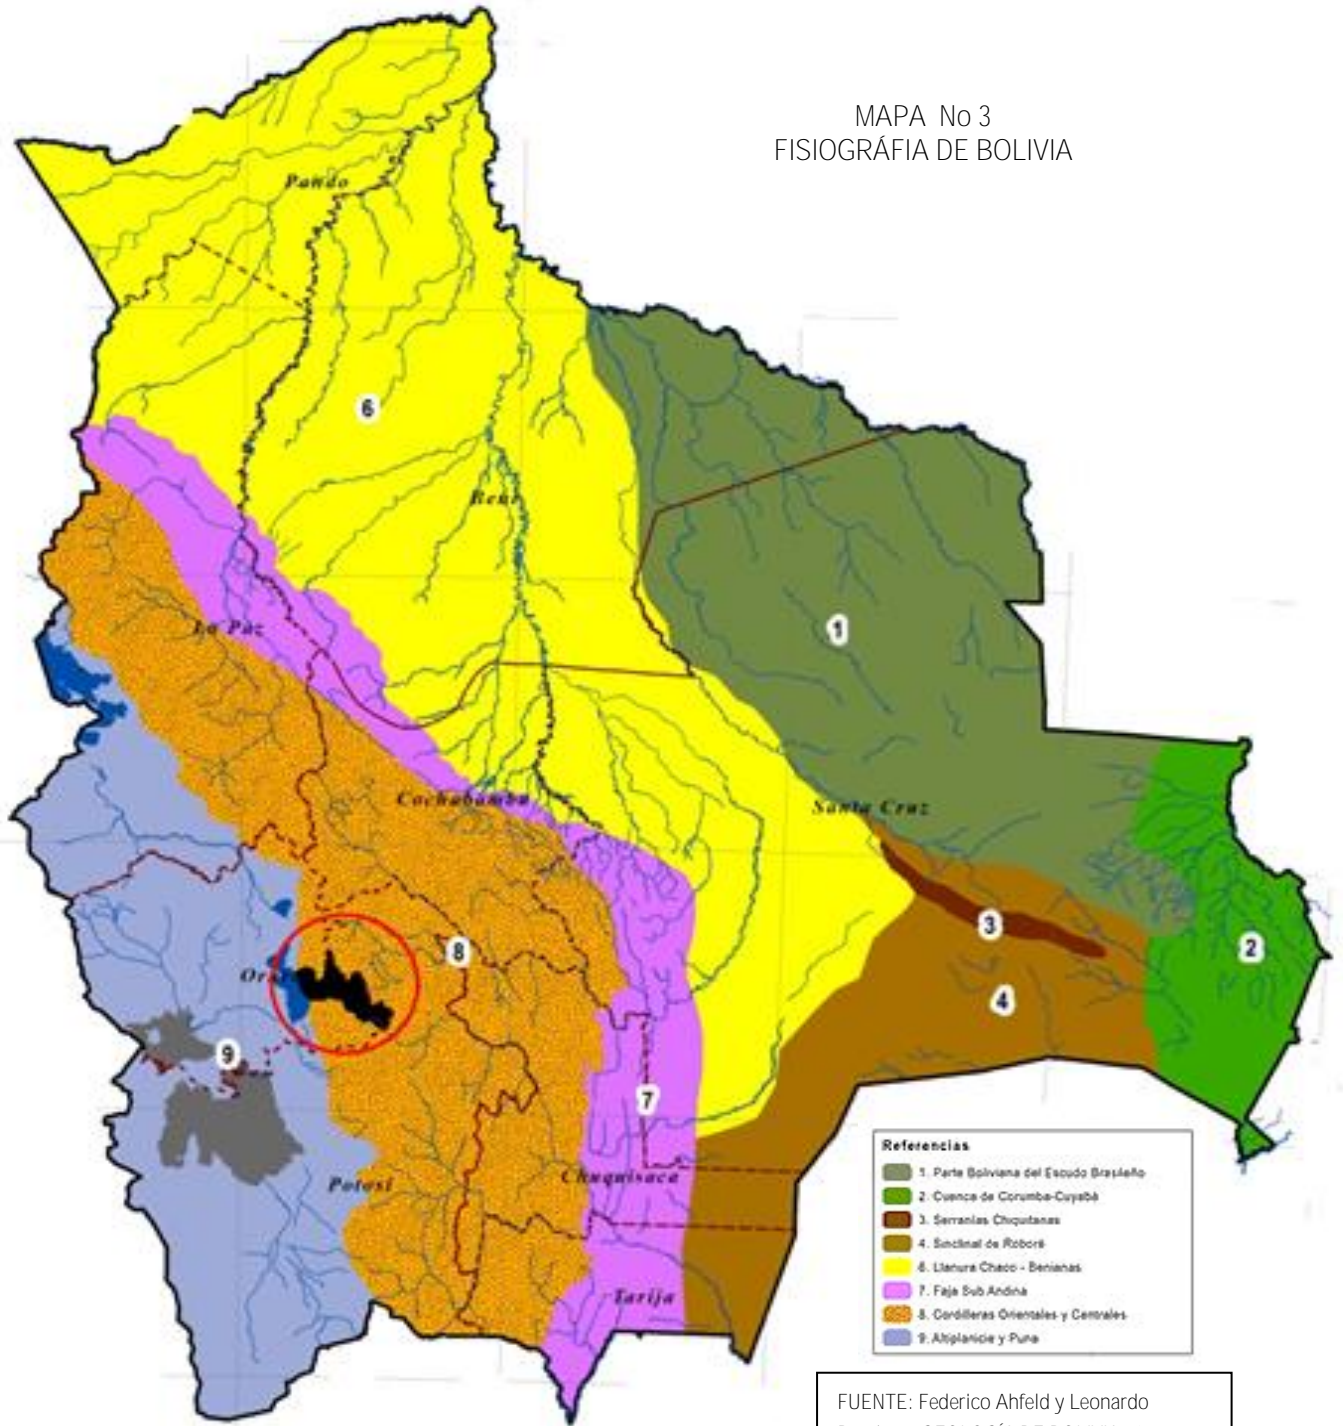 MAPA No 3
FISIOGRÁFIA DE BOLIVIA
Pando
6
Beni
1
La Paz
Cochabamba
Santa Cruz
3
8
2
Oruro
4
9
7
Potosí
Chuquisaca
Tarija
Referencias
1. Parte Boliviana del Escudo Brasileño
2. Cuenca de Corumba-Cuyabá
3. Serranías Chiquitanas
4. Sinclinal de Roboré
6. Llanura Chaco - Benianas
7. Faja Sub Andina
8. Cordilleras Orientales y Centrales
9. Altiplanicie y Puna
FUENTE: Federico Ahfeld y Leonardo